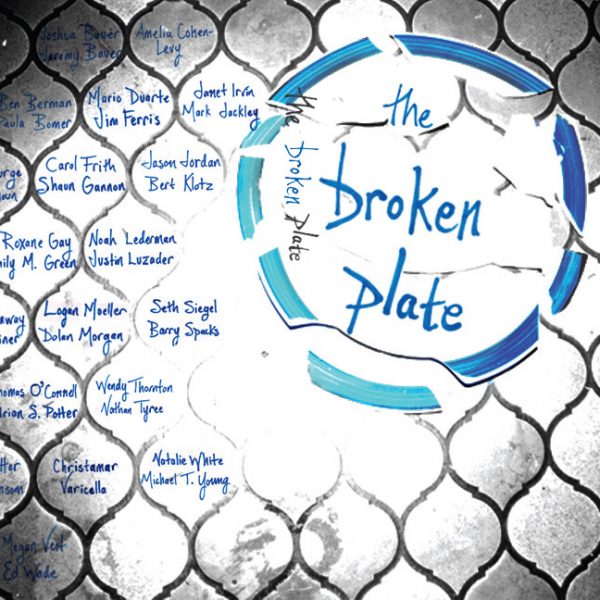 Joshua Bauer
Jeremy Bauer
Amelia Cohen-
Levy
Ben Berman
Paula Bomer
Mario Duarte
Jim Ferris
Janet Irvin
Mark Jackley
Carol Frith
Shaun Gannon
Jason Jordan
Bert Klotz
Roxane Gay
Emily M. Green
Noah Lederman
Justin Luzader
Logan Moeller
Dolan Morgan
Seth Siegel
Barry Spacks
Thomas O'Connell
Adrian S. Potter
Wendy Thornton
Nathan Tyree
Christamar
Varicella
Natalie White
Michael T. Young
Megan Veit
Ed Wade
the broken plate
the
broken
plate